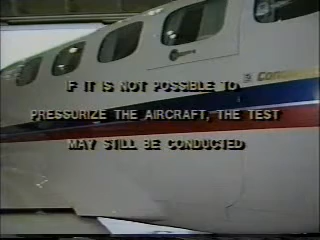 IF IT IS NOT POSSIBLE TO
PRESSURIZE THE AIRCRAFT, THE TEST
MAY STILL BE CONDUCTED